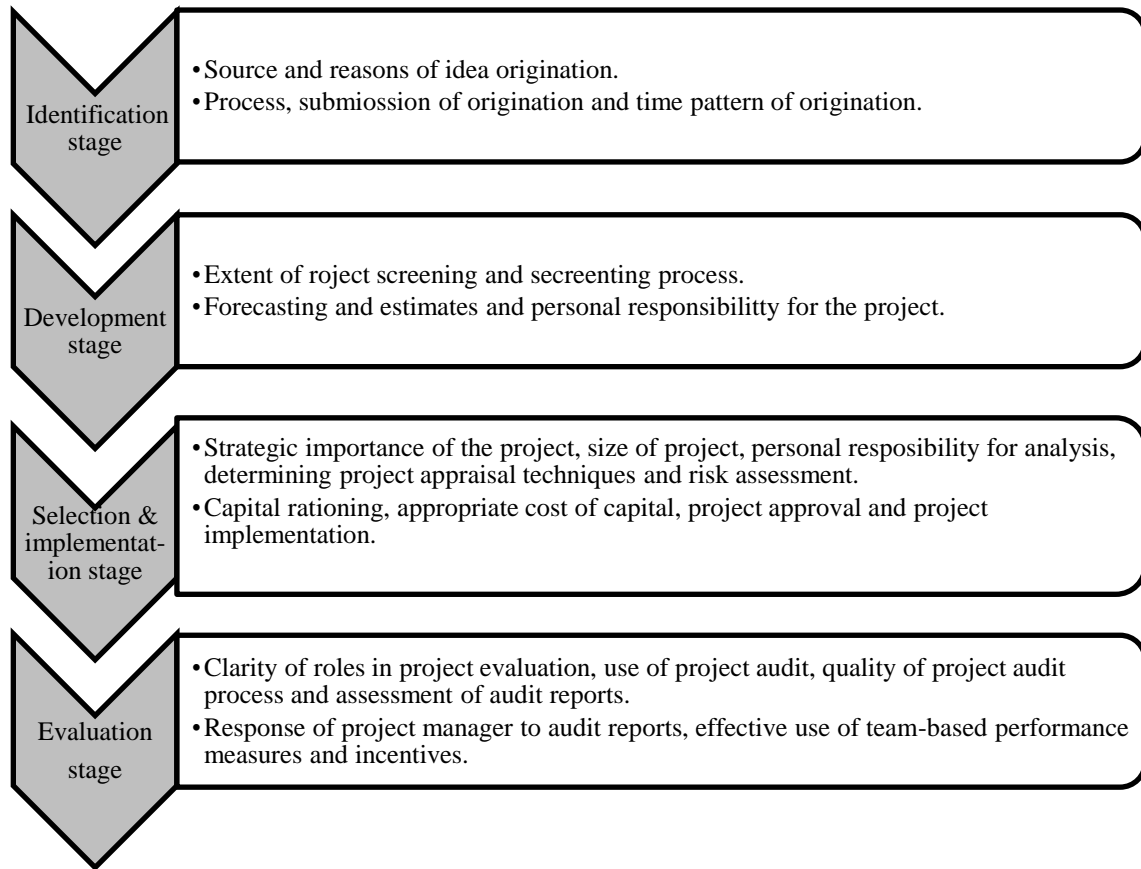 Identification
stage
•Source and reasons of idea origination.
•Process, submiossion of origination and time pattern of origination.
Development
stage
•Extent of roject screening and secreenting process.
•Forecasting and estimates and personal responsibilitty for the project.
Selection &
implementat-
ion stage
•Strategic importance of the project, size of project, personal resposibility for analysis,
determining project appraisal techniques and risk assessment.
•Capital rationing, appropriate cost of capital, project approval and project
implementation.
Evaluation
stage
•Clarity of roles in project evaluation, use of project audit, quality of project audit
process and assessment of audit reports.
•Response of project manager to audit reports, effective use of team-based performance
measures and incentives.